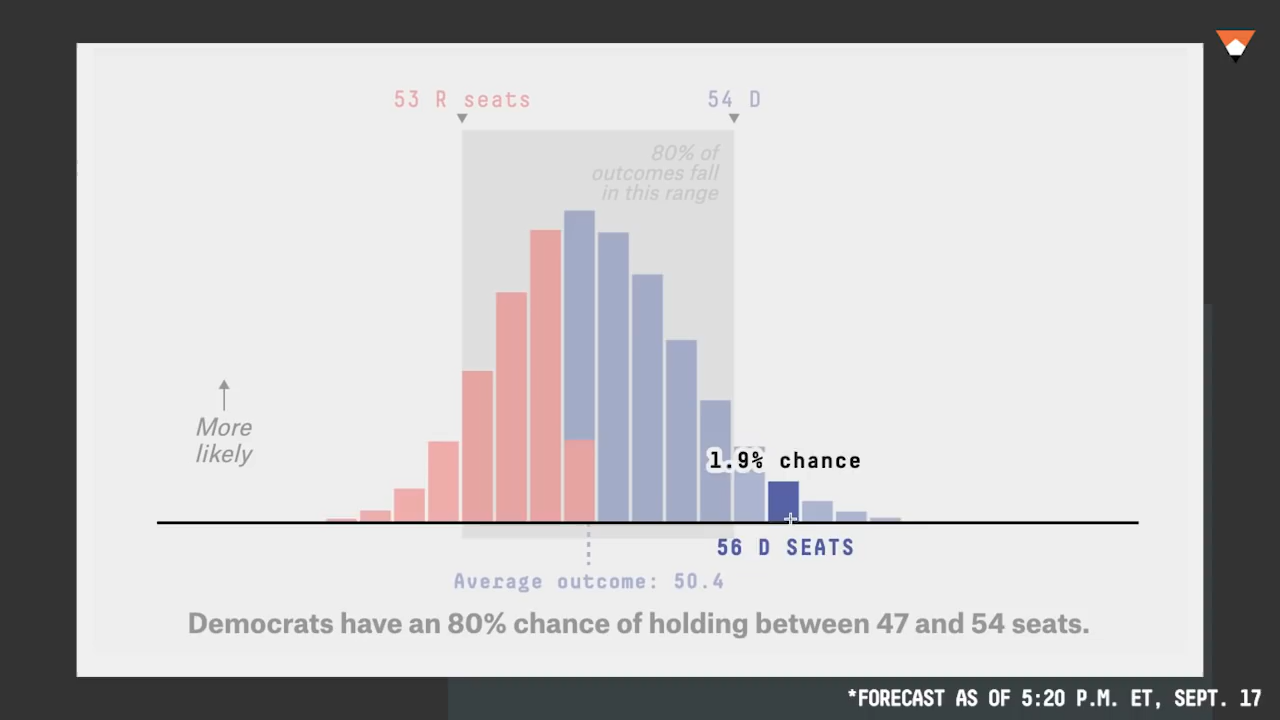 53 R seats
54 D
80% of
outcomes fall
in this range
More
likely
1.9% chance
56 D SEATS
Average outcome: 50.4
Democrats have an 80% chance of holding between 47 and 54 seats.
*FORECAST AS OF 5:20 P.M. ET, SEPT. 17